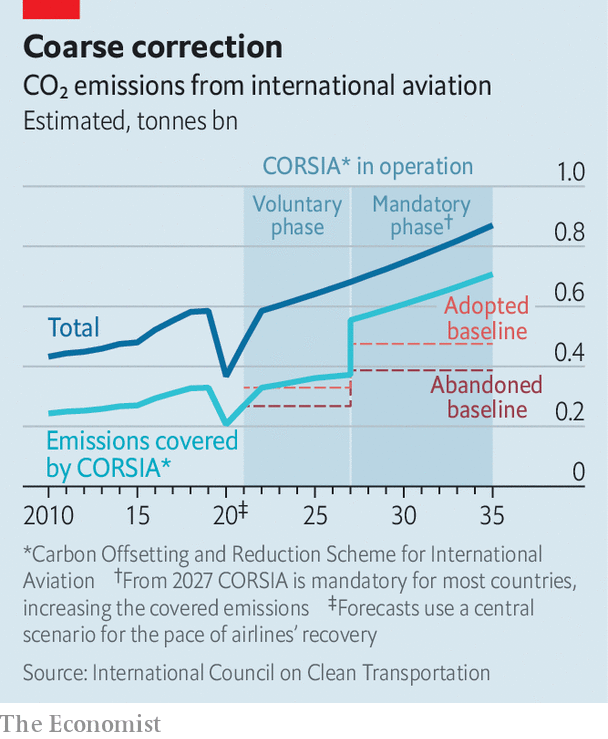 Coarse correction
CO₂ emissions from international aviation
Estimated, tonnes bn
CORSIA* in operation
Voluntary
phase
Mandatory
phase†
1.0
0.8
0.6
0.4
0.2
0
Total
Adopted
baseline
Abandoned
baseline
Emissions covered
by CORSIA*
2010 15 20‡ 25 30 35
*Carbon Offsetting and Reduction Scheme for International
Aviation †From 2027 CORSIA is mandatory for most countries,
increasing the covered emissions ‡Forecasts use a central
scenario for the pace of airlines’ recovery
Source: International Council on Clean Transportation
The Economist